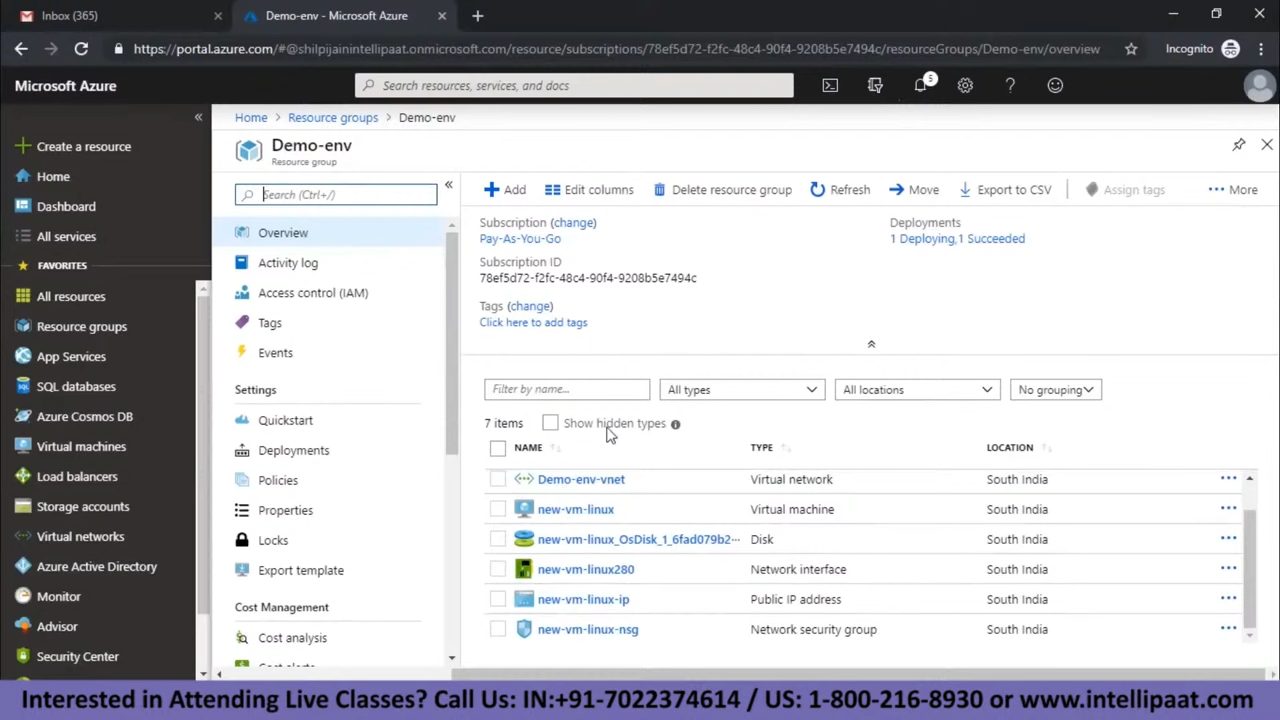 Inbox (365)
Demo-env - Microsoft Azure
https://portal.azure.com/#@shilpijainintellipaat.onmicrosoft.com/resource/subscriptions/78ef5d72-f2fc-48c4-90f4-9208b5e7494c/resourceGroups/Demo-env/overview
Incognito
Microsoft Azure
Search resources, services, and docs
5
Create a resource
Home
Dashboard
All services
FAVORITES
All resources
Resource groups
App Services
SQL databases
Azure Cosmos DB
Virtual machines
Load balancers
Storage accounts
Virtual networks
Azure Active Directory
Monitor
Advisor
Security Center
Home > Resource groups > Demo-env
Demo-env
Resource group
Search (Ctrl+/)
Overview
Activity log
Access control (IAM)
Tags
Events
Settings
Quickstart
Deployments
Policies
Properties
Locks
Export template
Cost Management
Cost analysis
Add Edit columns Delete resource group Refresh Move Export to CSV Assign tags More
Subscription (change)
Pay-As-You-Go
Subscription ID
78ef5d72-f2fc-48c4-90f4-9208b5e7494c
Tags (change)
Click here to add tags
Deployments
1 Deploying,1 Succeeded
Filter by name... All types All locations No grouping
7 items Show hidden types
NAME TYPE LOCATION
Demo-env-vnet Virtual network South India
new-vm-linux Virtual machine South India
new-vm-linux_OsDisk_1_6fad079b2··· Disk South India
new-vm-linux280 Network interface South India
new-vm-linux-ip Public IP address South India
new-vm-linux-nsg Network security group South India
Interested in Attending Live Classes? Call Us: IN:+91-7022374614 / US: 1-800-216-8930 or www.intellipaat.com